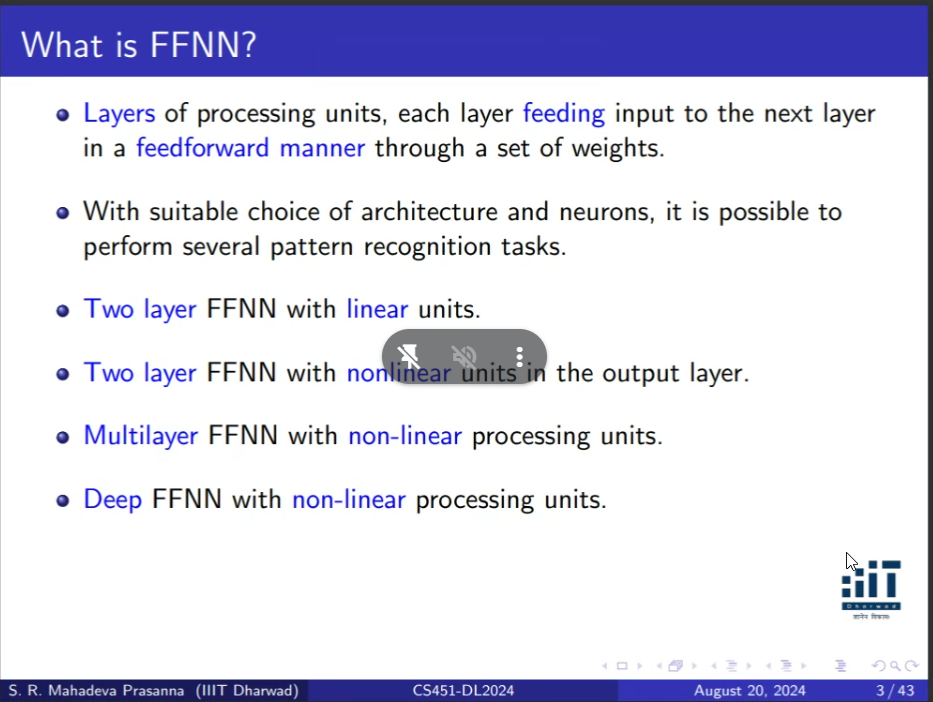 What is FFNN?
Layers of processing units, each layer feeding input to the next layer
in a feedforward manner through a set of weights.
With suitable choice of architecture and neurons, it is possible to
perform several pattern recognition tasks.
Two layer FFNN with linear units.
Two layer FFNN with nonlinear units in the output layer.
Multilayer FFNN with non-linear processing units.
Deep FFNN with non-linear processing units.
IIIT
Dharwad
S. R. Mahadeva Prasanna (IIIT Dharwad)
CS451-DL2024
August 20, 2024
3 / 43